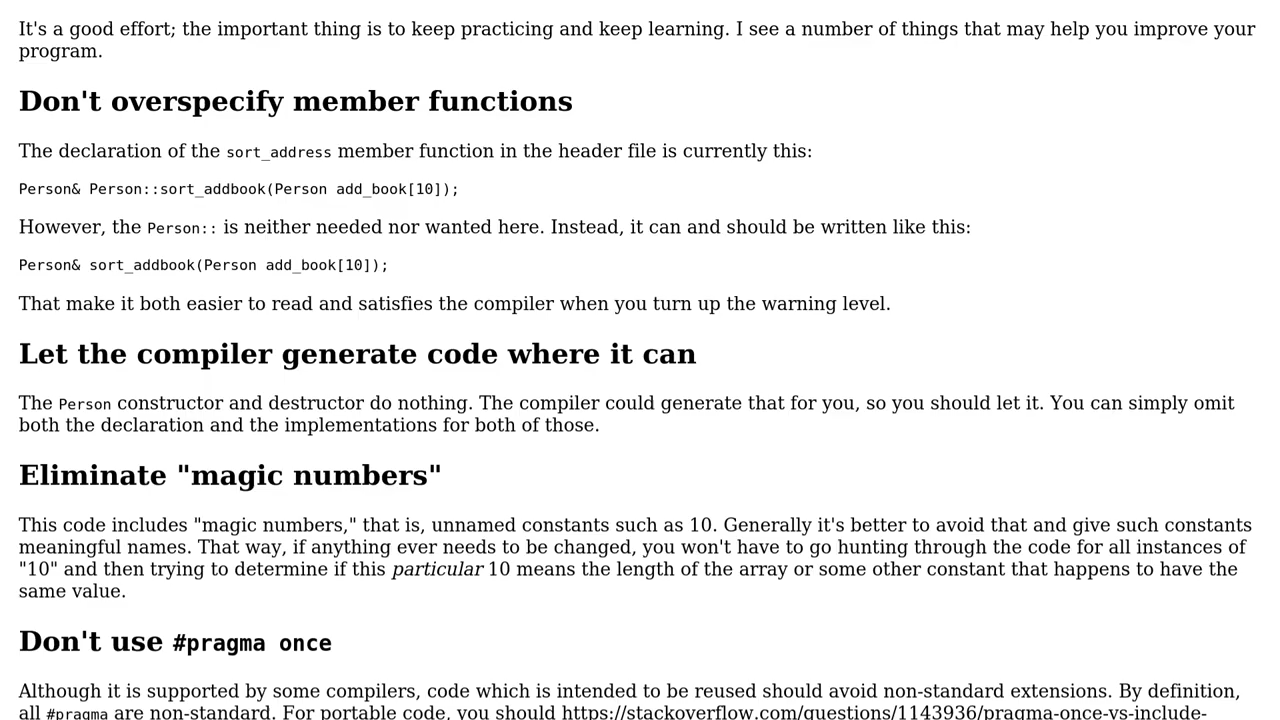 It's a good effort; the important thing is to keep practicing and keep learning. I see a number of things that may help you improve your
program.
Don't overspecify member functions
The declaration of the sort_address member function in the header file is currently this:
Person& Person::sort_addbook(Person add_book[10]);
However, the Person:: is neither needed nor wanted here. Instead, it can and should be written like this:
Person& sort_addbook(Person add_book[10]);
That make it both easier to read and satisfies the compiler when you turn up the warning level.
Let the compiler generate code where it can
The Person constructor and destructor do nothing. The compiler could generate that for you, so you should let it. You can simply omit
both the declaration and the implementations for both of those.
Eliminate "magic numbers"
This code includes "magic numbers," that is, unnamed constants such as 10. Generally it's better to avoid that and give such constants
meaningful names. That way, if anything ever needs to be changed, you won't have to go hunting through the code for all instances of
"10" and then trying to determine if this particular 10 means the length of the array or some other constant that happens to have the
same value.
Don't use #pragma once
Although it is supported by some compilers, code which is intended to be reused should avoid non-standard extensions. By definition,
all #pragma are non-standard. For portable code, you should https://stackoverflow.com/questions/1143936/pragma-once-vs-include-